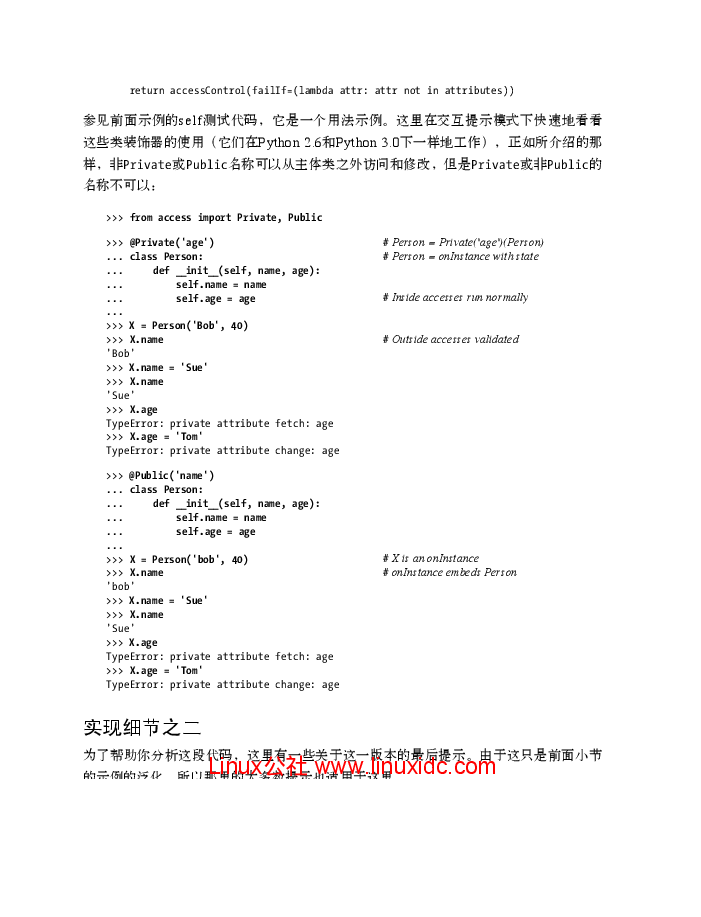 return accessControl(failIf=(lambda attr: attr not in attributes))
参见前面示例的self测试代码，它是一个用法示例。这里在交互提示模式下快速地看看
这些类装饰器的使用（它们在Python 2.6和Python 3.0下一样地工作），正如所介绍的那
样，非Private或Public名称可以从主体类之外访问和修改，但是Private或非Public的
名称不可以：
>>> from access import Private, Public
>>> @Private('age') # Person = Private('age')(Person)
... class Person: # Person = onInstance with state
... def __init__(self, name, age):
... self.name = name
... self.age = age # Inside accesses run normally
...
>>> X = Person('Bob', 40)
>>> X.name # Outside accesses validated
'Bob'
>>> X.name = 'Sue'
>>> X.name
'Sue'
>>> X.age
TypeError: private attribute fetch: age
>>> X.age = 'Tom'
TypeError: private attribute change: age
>>> @Public('name')
... class Person:
... def __init__(self, name, age):
... self.name = name
... self.age = age
...
>>> X = Person('bob', 40) # X is an onInstance
>>> X.name # onInstance embeds Person
'bob'
>>> X.name = 'Sue'
>>> X.name
'Sue'
>>> X.age
TypeError: private attribute fetch: age
>>> X.age = 'Tom'
TypeError: private attribute change: age
实现细节之二
为了帮助你分析这段代码，这里有一些关于这一版本的最后提示。由于这只是前面小节
的示例的泛化，所以那里的大多数提示也适用于这里
Linux公社 www.linuxidc.com